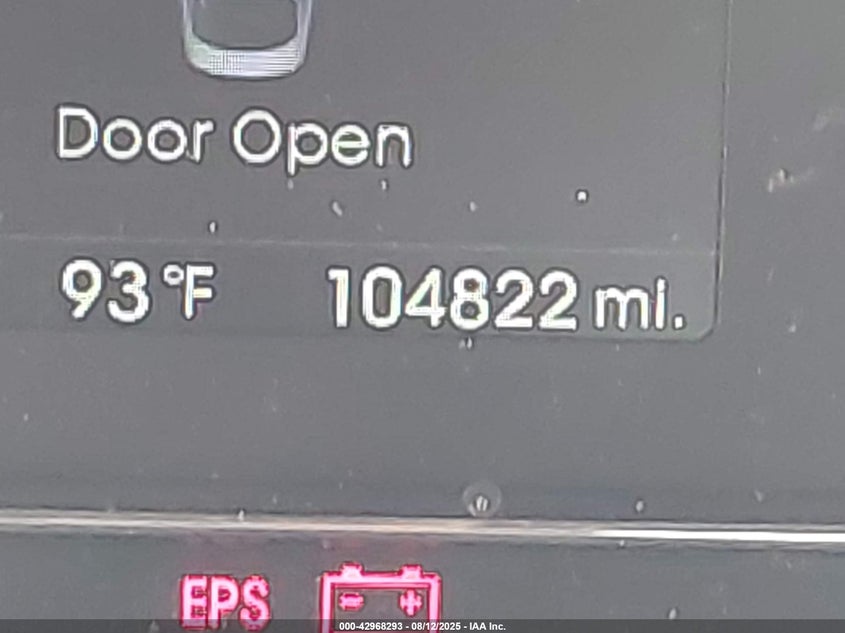 Door Open
93 °F 104822 mi.
EPS
000-42968293 - 08/12/2025 - IAA Inc.